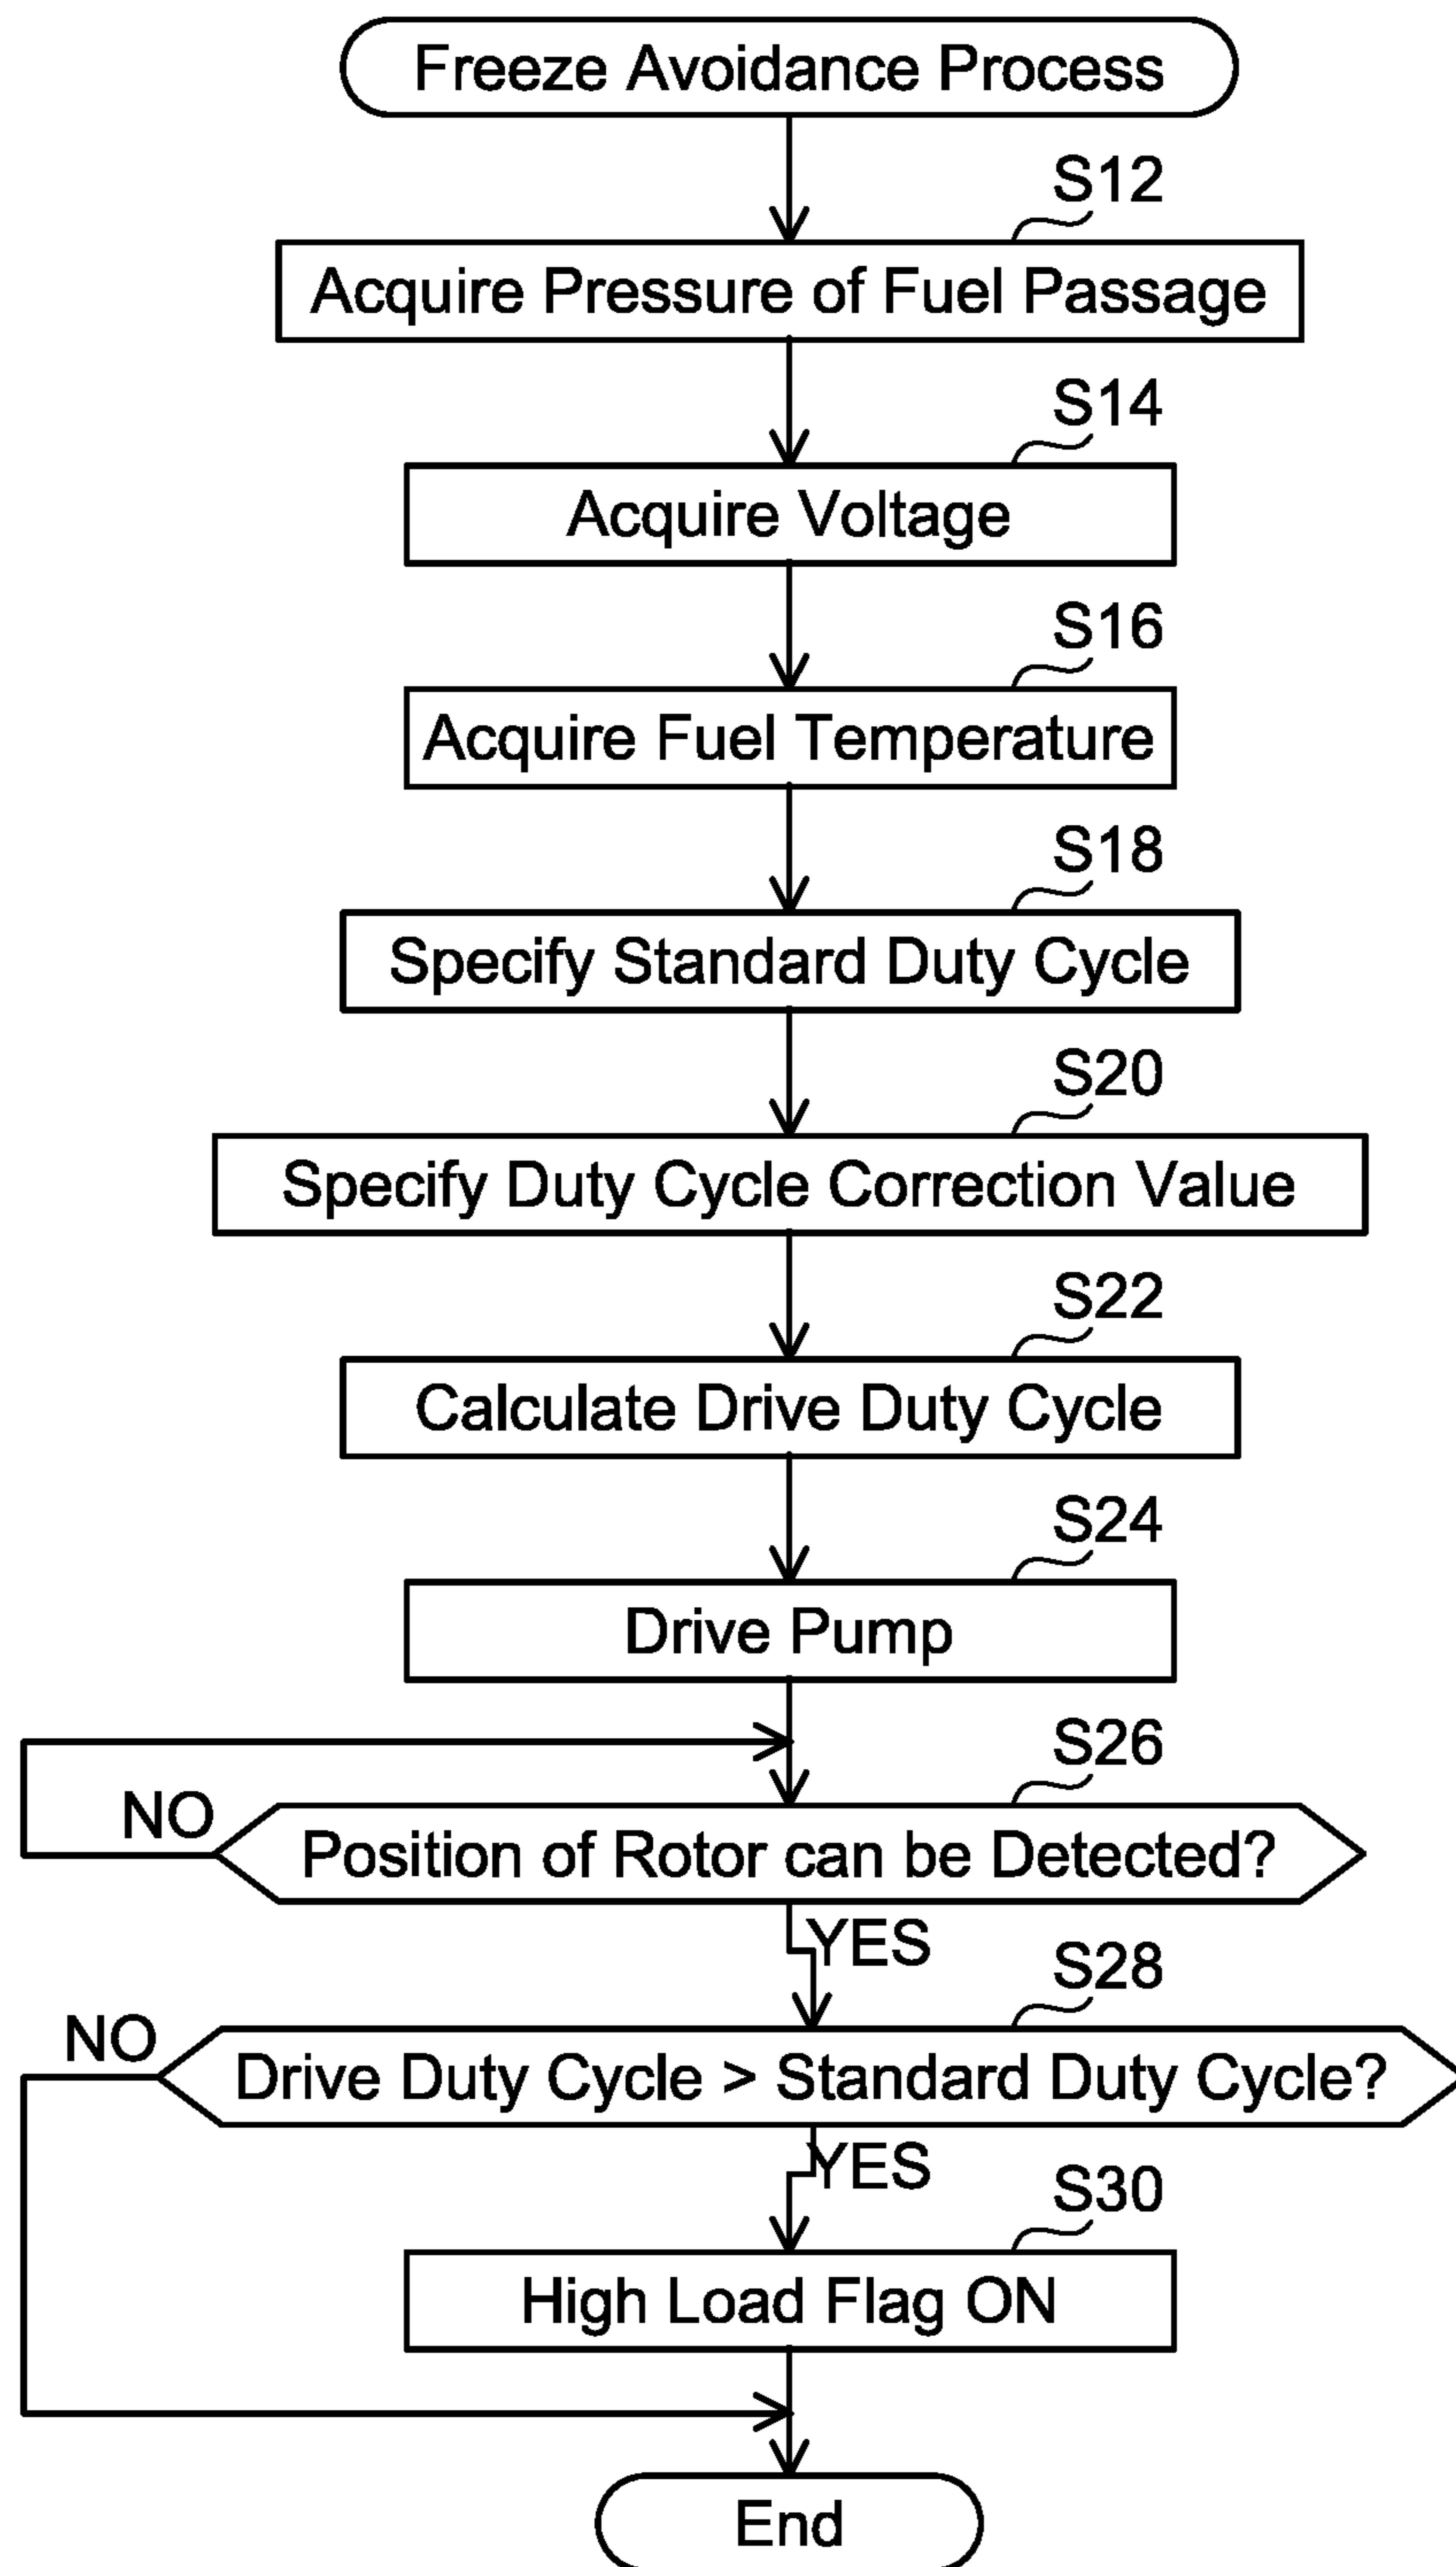 Freeze Avoidance Process
S12
Acquire Pressure of Fuel Passage
S14
Acquire Voltage
S16
Acquire Fuel Temperature
S18
Specify Standard Duty Cycle
S20
Specify Duty Cycle Correction Value
S22
Calculate Drive Duty Cycle
S24
Drive Pump
S26
NO
Position of Rotor can be Detected?
YES
S28
NO
Drive Duty Cycle > Standard Duty Cycle?
YES
S30
High Load Flag ON
End